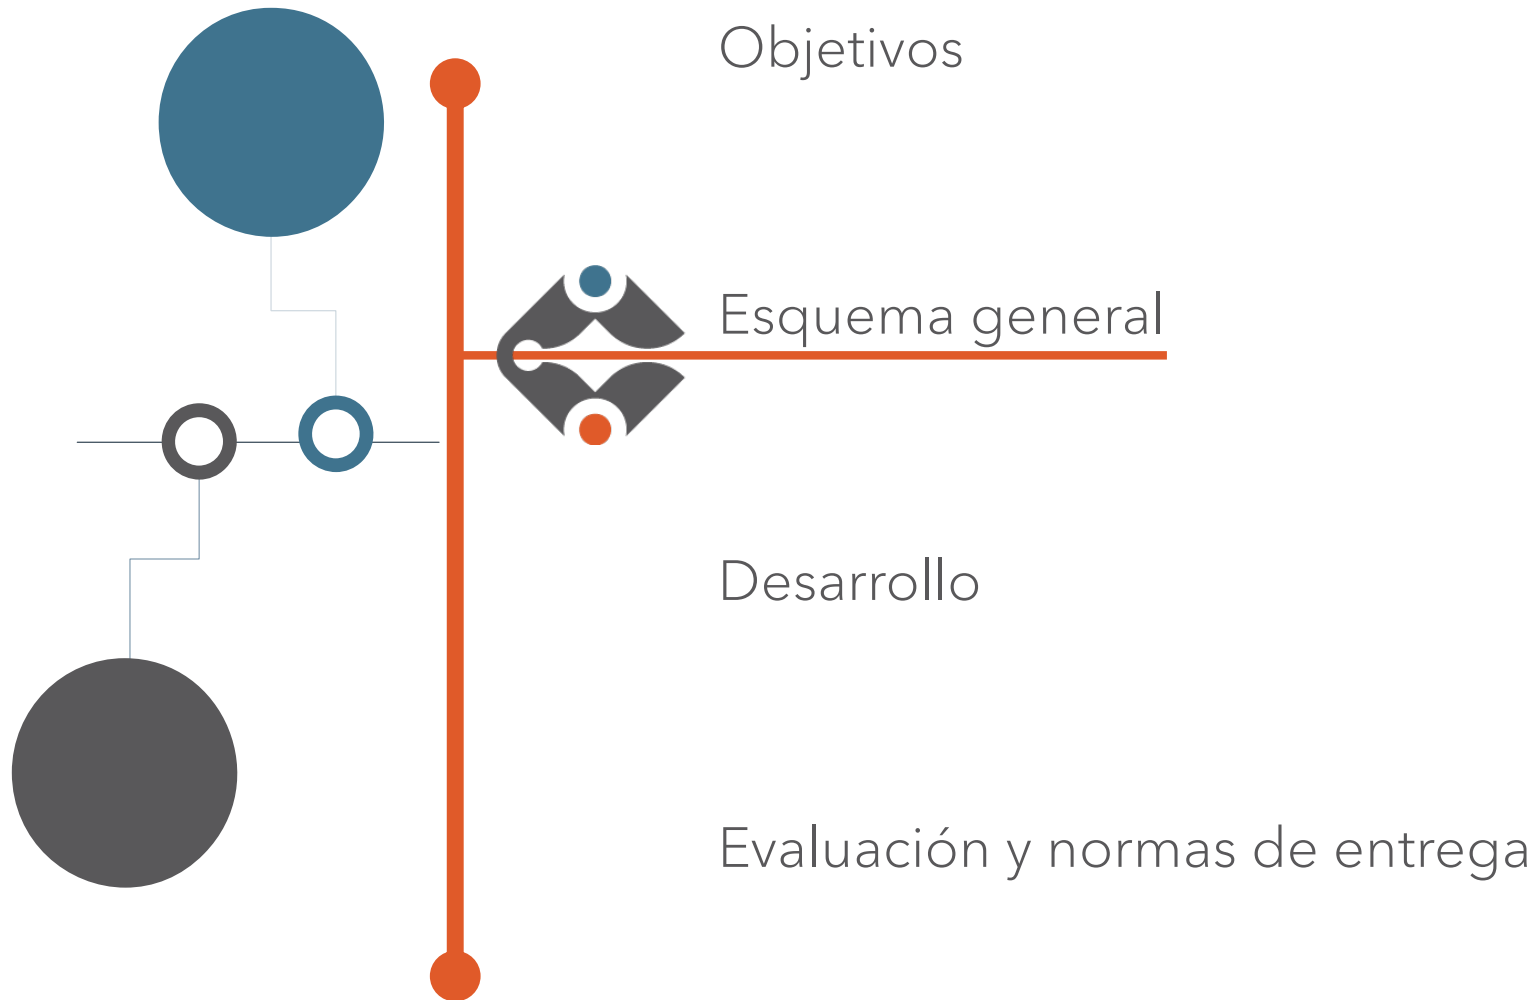 Objetivos
Esquema general
Desarrollo
Evaluación y normas de entrega